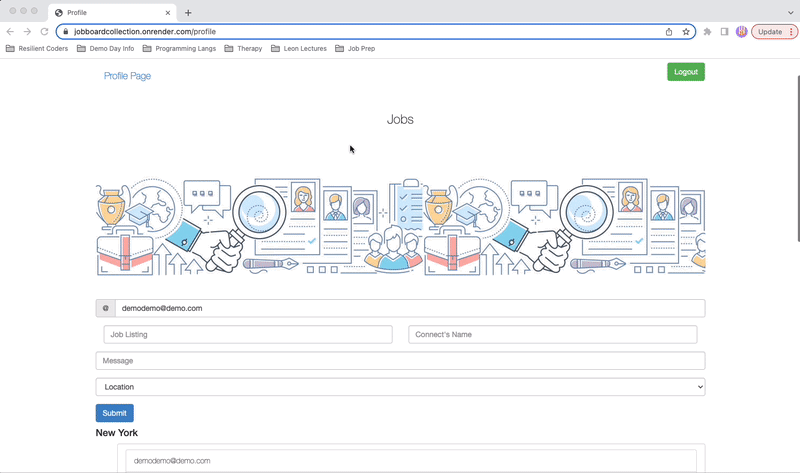 Profile
jobboardcollection.onrender.com/profile
Update
Resilient Coders
Demo Day Info
Programming Langs
Therapy
Leon Lectures
Job Prep
Profile Page
Logout
Jobs
@ demodemo@demo.com
Job Listing
Connect's Name
Message
Location
Submit
New York
demodemo@demo.com